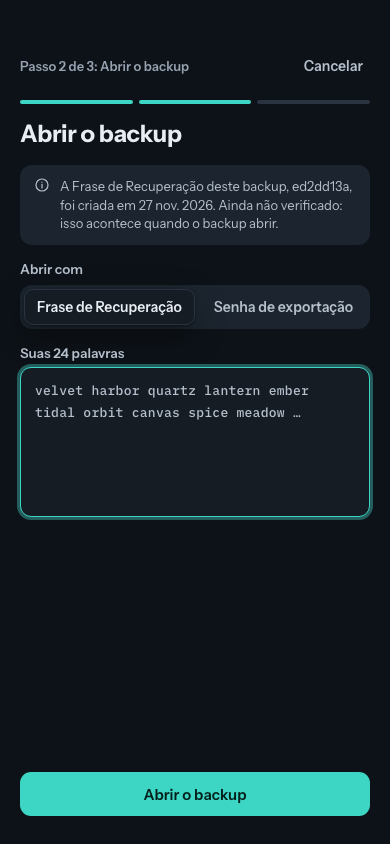 Passo 2 de 3: Abrir o backup
Cancelar
Abrir o backup
A Frase de Recuperação deste backup, ed2dd13a,
foi criada em 27 nov. 2026. Ainda não verificado:
isso acontece quando o backup abrir.
Abrir com
Frase de Recuperação
Senha de exportação
Suas 24 palavras
velvet harbor quartz lantern ember
tidal orbit canvas spice meadow …
Abrir o backup